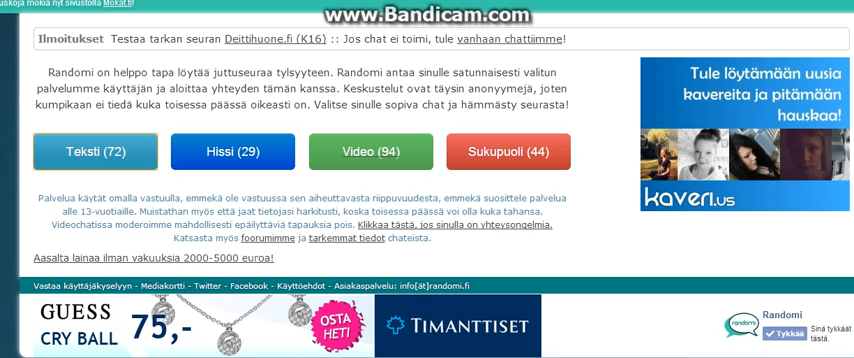 uskoja mokia nyt sivustolla Mokat.fi!
www.Bandicam.com
Ilmoitukset Testaa tarkan seuran Deittihuone.fi (K16) :: Jos chat ei toimi, tule vanhaan chattiimme!
Randomi on helppo tapa löytää juttuseuraa tylsyyteen. Randomi antaa sinulle satunnaisesti valitun
palvelumme käyttäjän ja aloittaa yhteyden tämän kanssa. Keskustelut ovat täysin anonyymejä, joten
kumpikaan ei tiedä kuka toisessa päässä oikeasti on. Valitse sinulle sopiva chat ja hämmästy seurasta!
Tule löytämään uusia
kavereita ja pitämään
hauskaa!
kaveri.us
Teksti (72)
Hissi (29)
Video (94)
Sukupuoli (44)
Palvelua käytät omalla vastuulla, emmekä ole vastuussa sen aiheuttavasta riippuvuudesta, emmekä suosittele palvelua
alle 13-vuotiaille. Muistathan myös että jaat tietojasi harkitusti, koska toisessa päässä voi olla kuka tahansa.
Videochatissa moderoimme mahdollisesti epäilyttäviä tapauksia pois. Klikkaa tästä, jos sinulla on yhteysongelmia.
Katsasta myös foorumimme ja tarkemmat tiedot chateista.
Aasalta lainaa ilman vakuuksia 2000-5000 euroa!
Vastaa käyttäjäkyselyyn - Mediakortti - Twitter - Facebook - Käyttöehdot - Asiakaspalvelu: info[ät]randomi.fi
GUESS
CRY BALL
75,-
OSTA
HETI!
TIMANTTISET
randomi
Randomi
Tykkää
Sinä tykkäät
tästä.